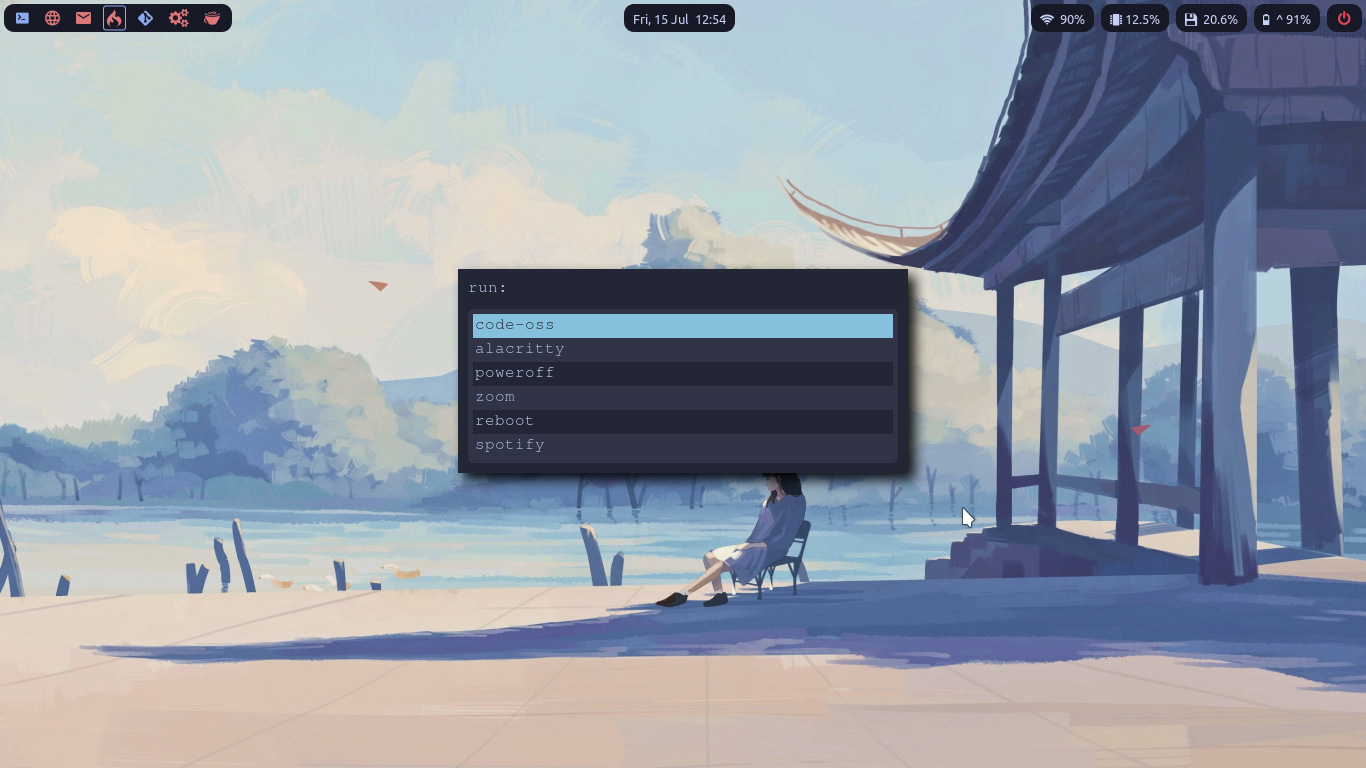 Fri, 15 Jul 12:54
90%
12.5%
20.6%
^ 91%
run:
code-oss
alacritty
poweroff
zoom
reboot
spotify